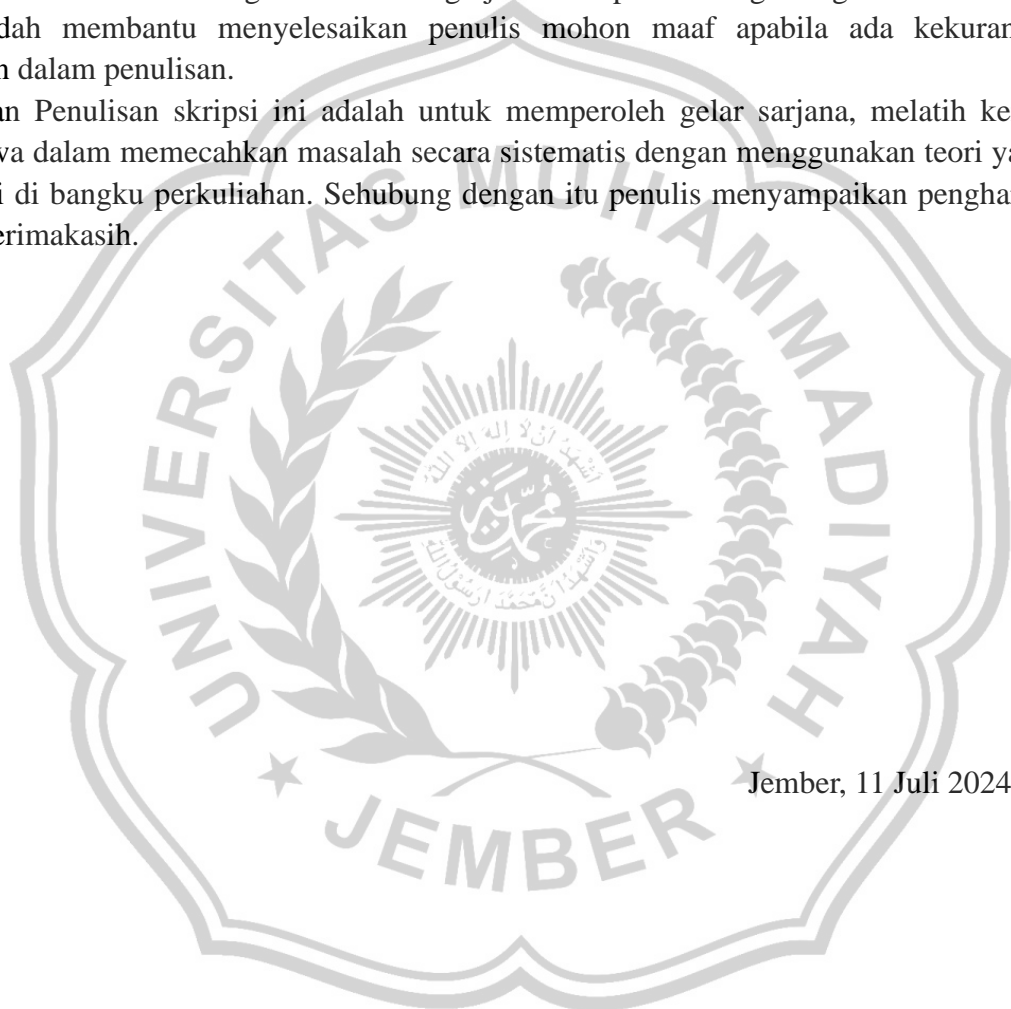 dah membantu menyelesaikan penulis mohon maaf apabila ada kekuran
n dalam penulisan.
an Penulisan skripsi ini adalah untuk memperoleh gelar sarjana, melatih ke
wa dalam memecahkan masalah secara sistematis dengan menggunakan teori ya
i di bangku perkuliahan. Sehubung dengan itu penulis menyampaikan penghar
erimakasih.
UNIVERSITAS MUHAMMADIYAH
JEMBER
Jember, 11 Juli 2024